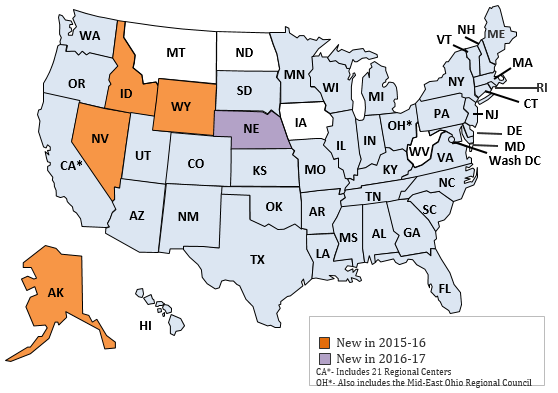 WA
MT
ND
MN
VT
NH
ME
MA
RI
CT
OR
ID
WY
SD
WI
MI
NY
NJ
PA
NV
NE
IA
IL
IN
OH*
DE
MD
Wash DC
WV
VA
CA*
UT
CO
KS
MO
KY
NC
TN
SC
AZ
NM
OK
AR
MS
AL
GA
TX
LA
FL
AK
HI
New in 2015-16
New in 2016-17
CA*- Includes 21 Regional Centers
OH*- Also includes the Mid-East Ohio Regional Council